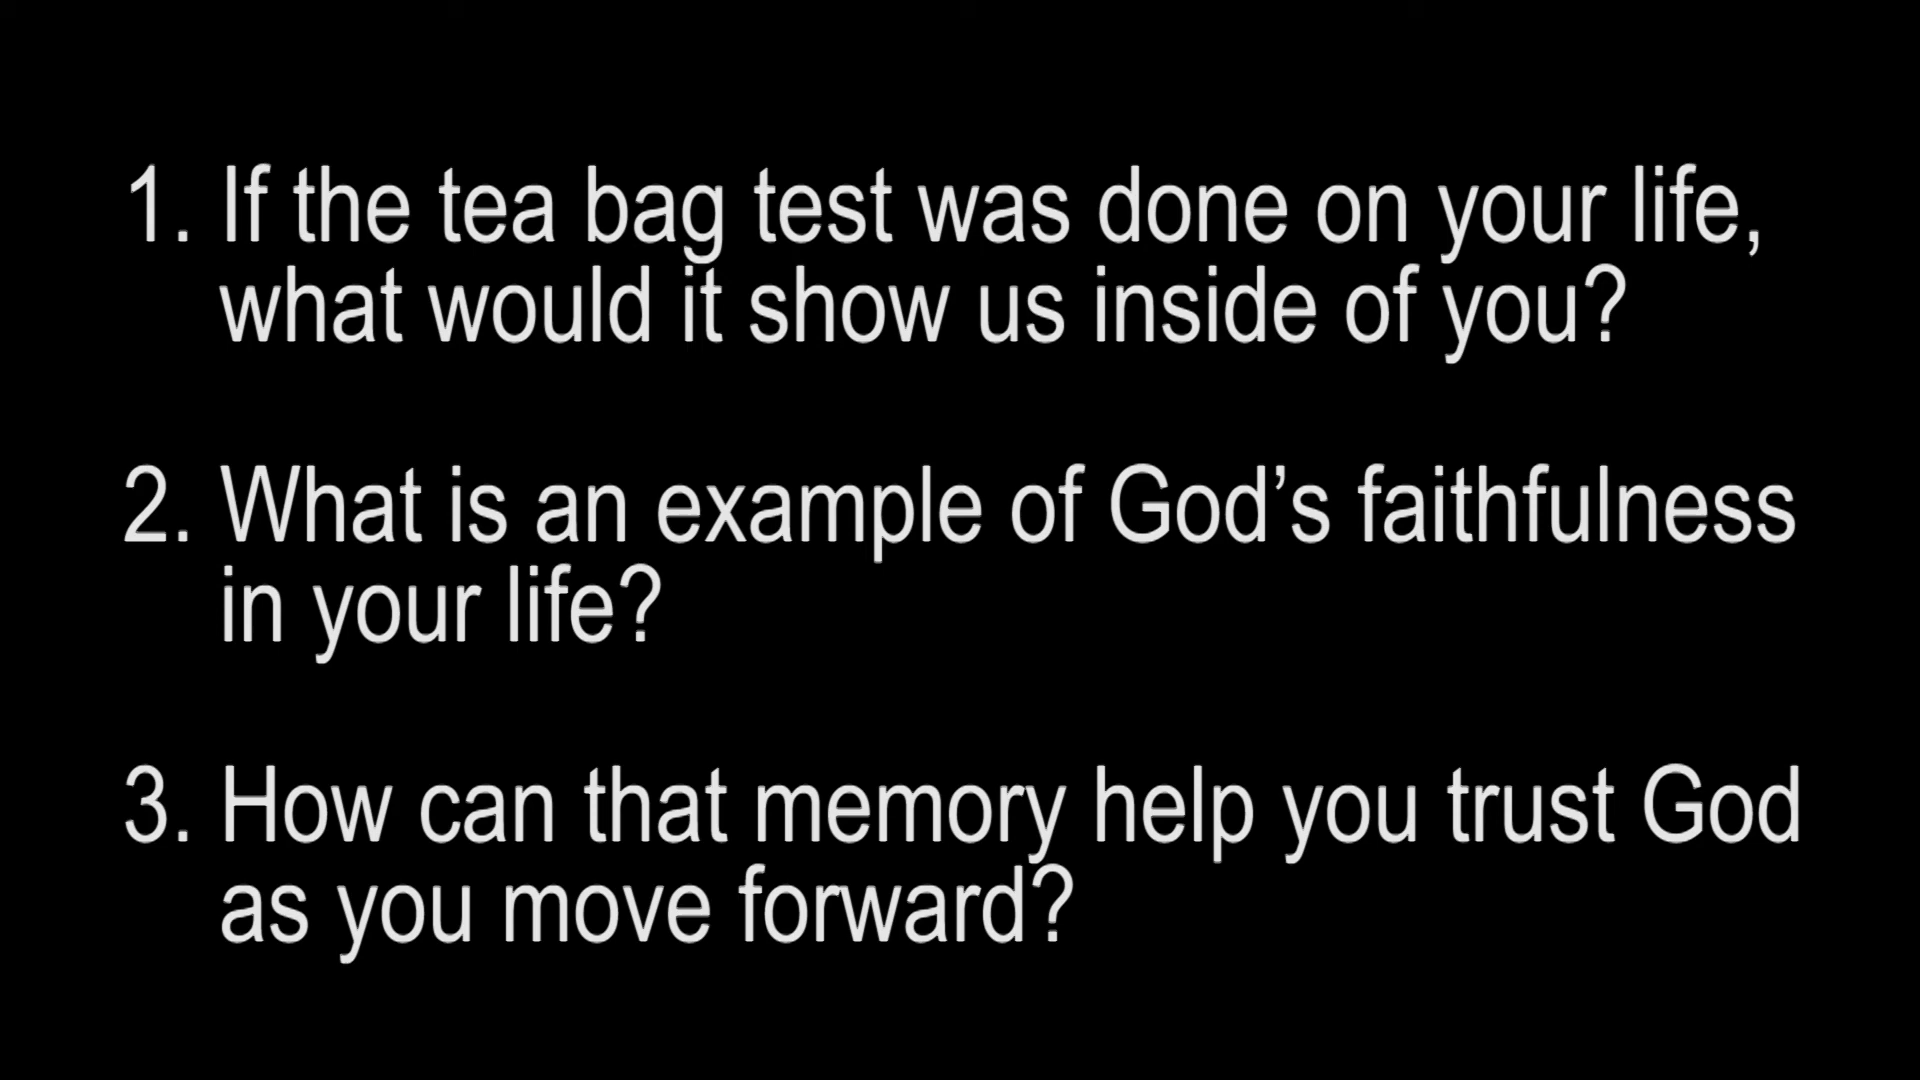 1. If the tea bag test was done on your life,
what would it show us inside of you?
2. What is an example of God’s faithfulness
in your life?
3. How can that memory help you trust God
as you move forward?